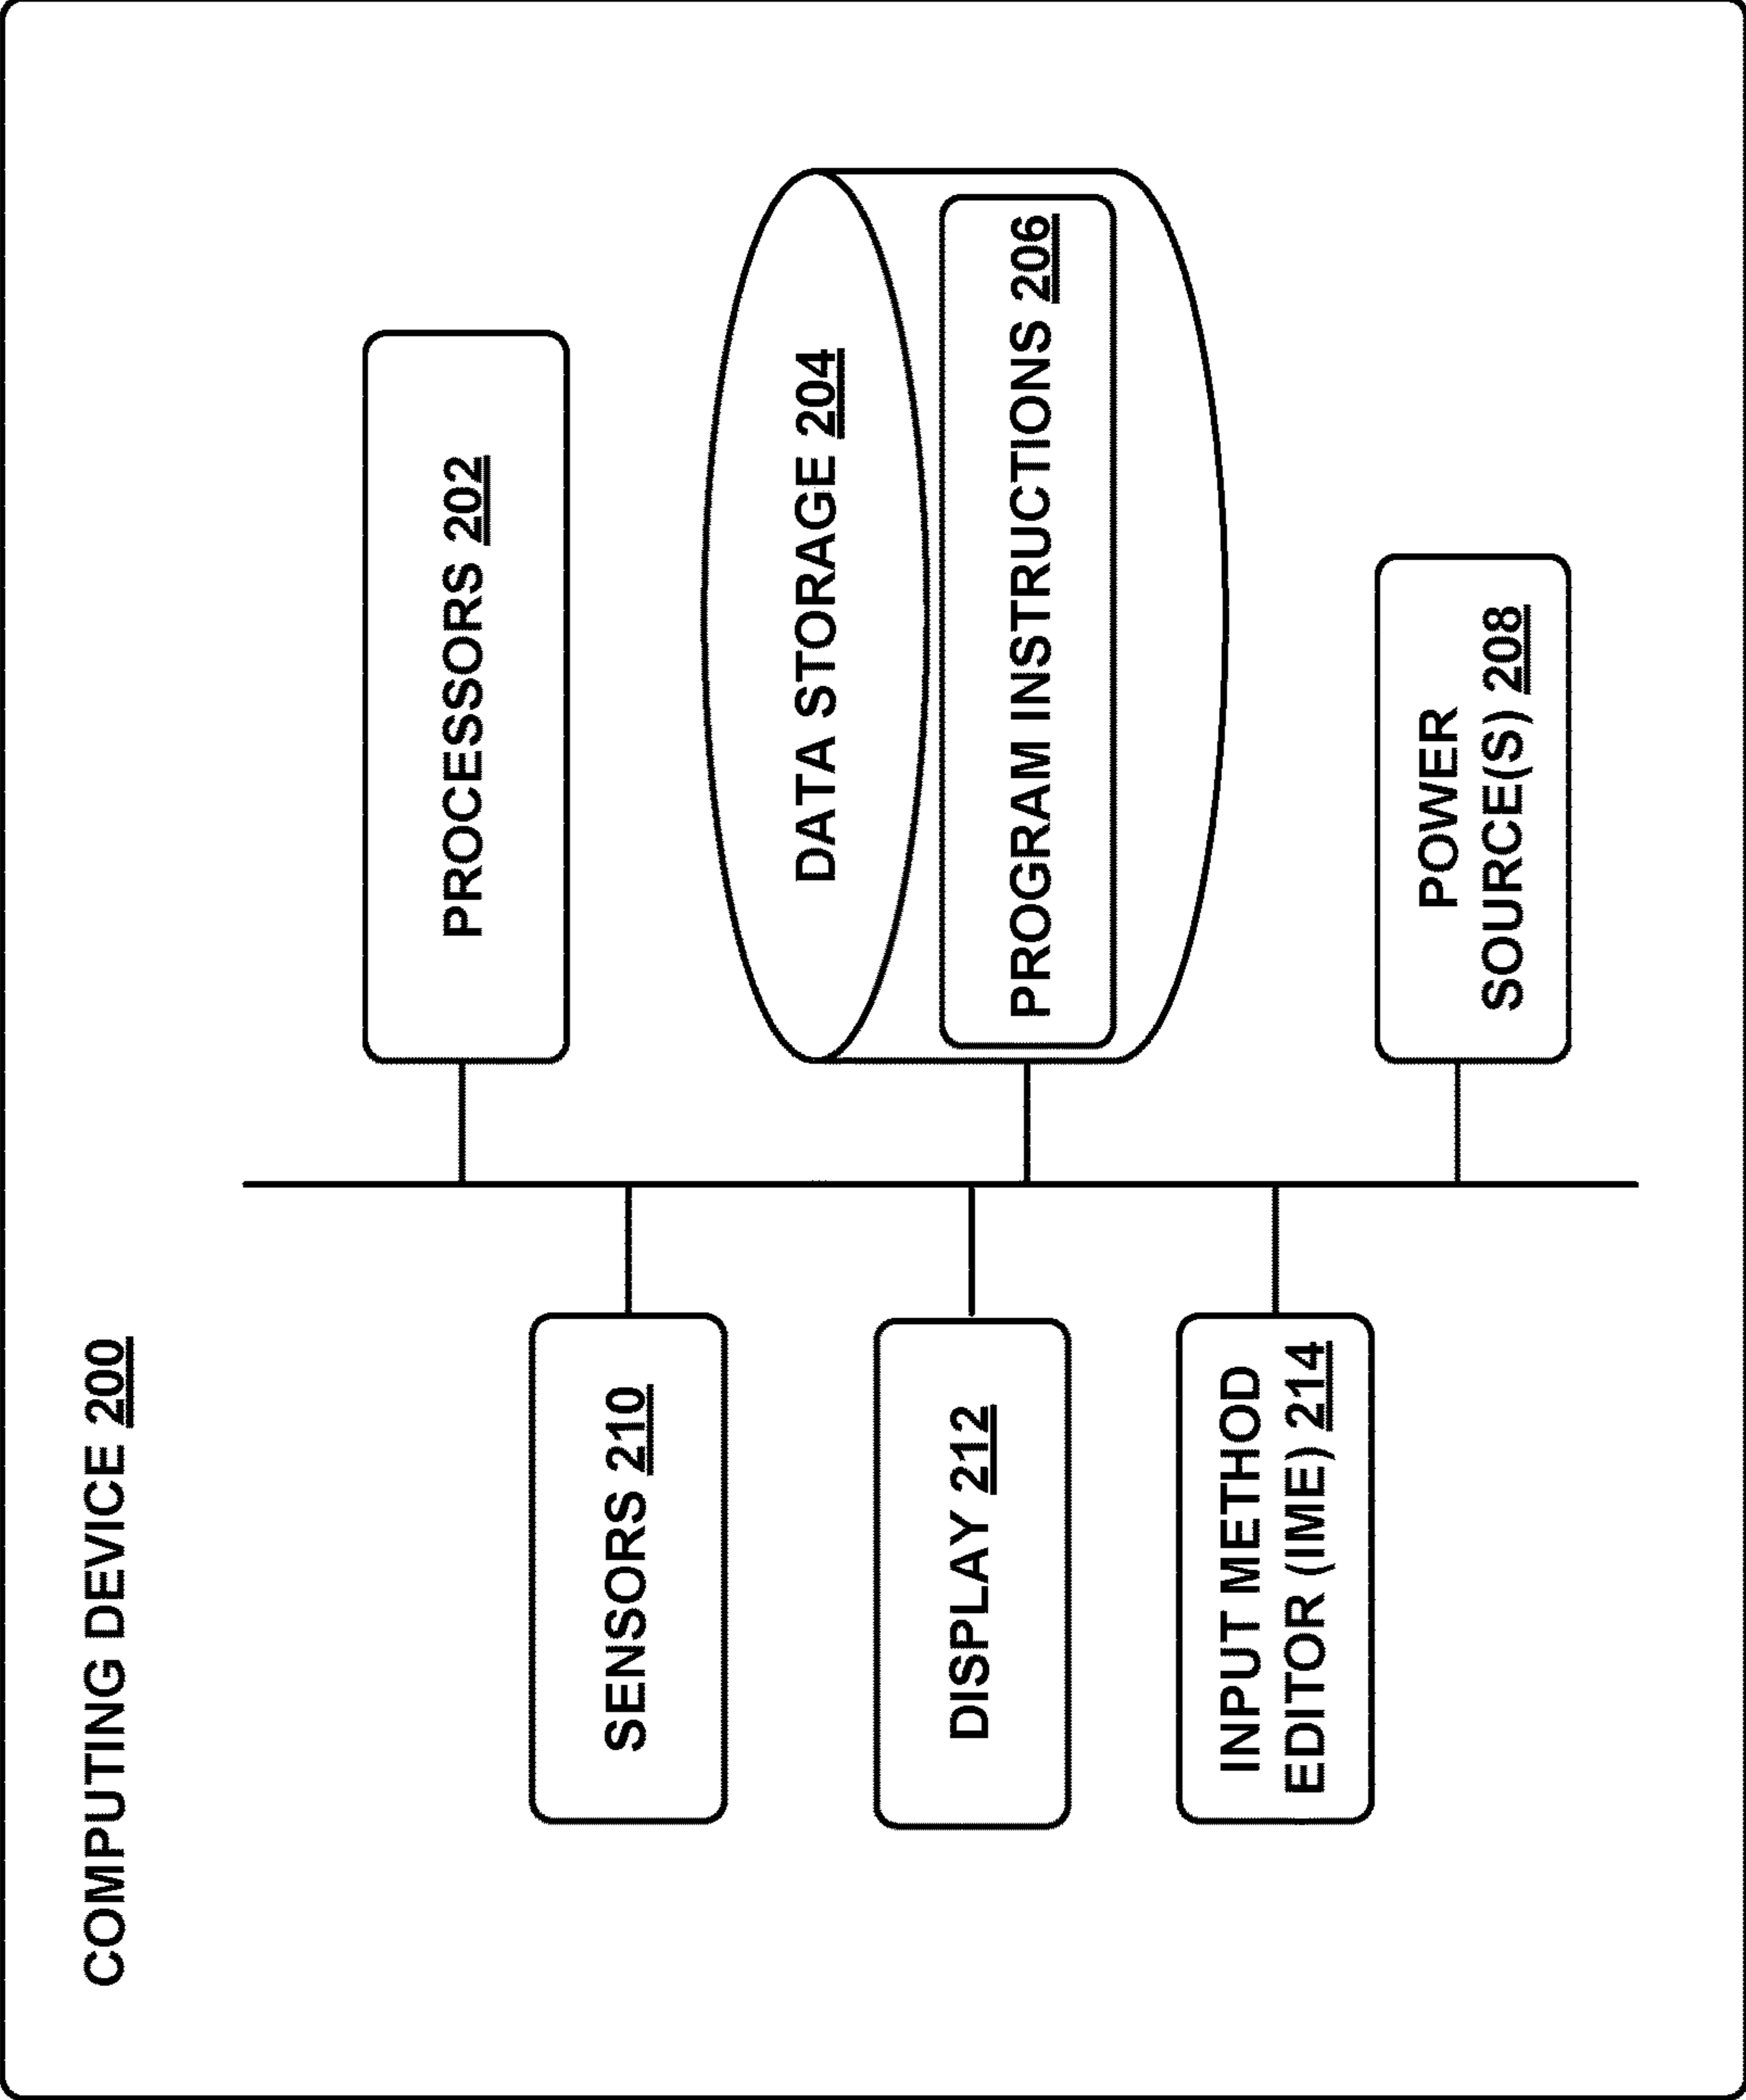 COMPUTING DEVICE 200
SENSORS 210
DISPLAY 212
INPUT METHOD
EDITOR (IME) 214
PROCESSORS 202
DATA STORAGE 204
PROGRAM INSTRUCTIONS 206
POWER
SOURCE(S) 208